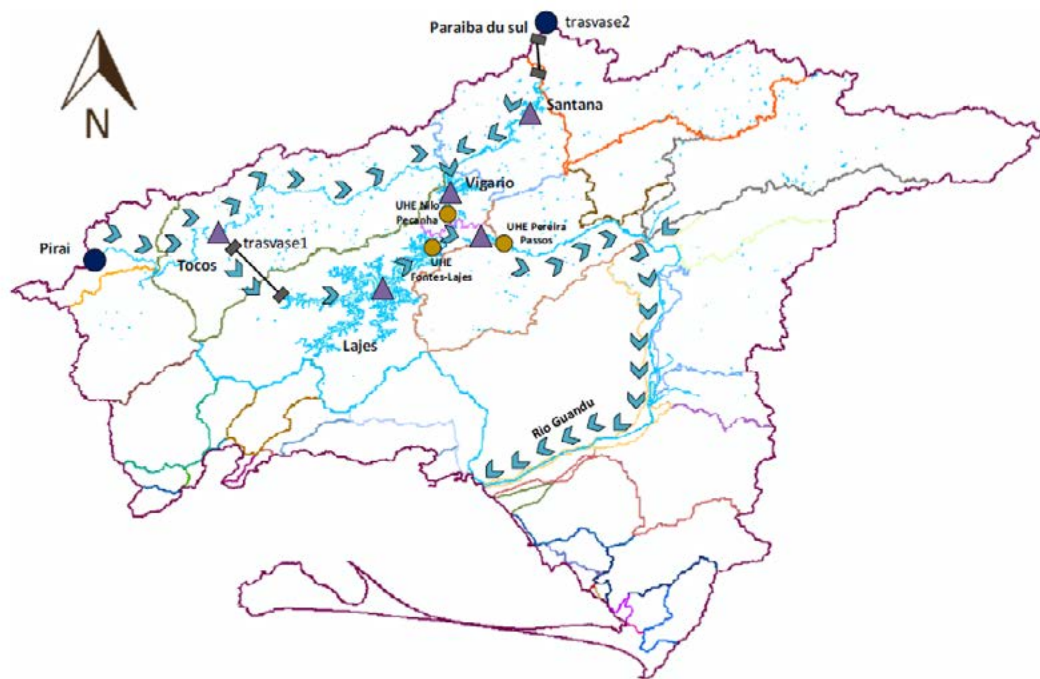 Paraiba du sul
trasvase2
N
Santana
Vigario
UHE Nilo
Peçanha
UHE Pereira
Passos
Pirai
trasvase1
Tocos
UHE
Fontes-Lajes
Lajes
Rio Guandu